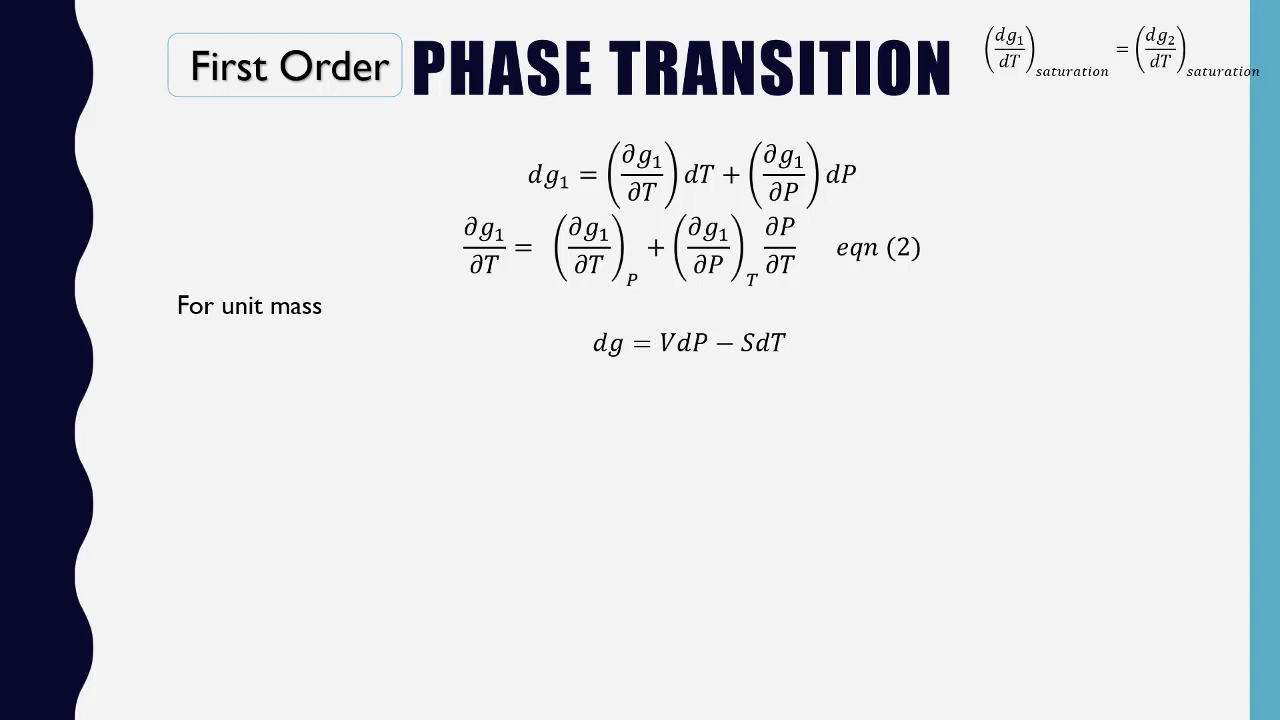 First Order PHASE TRANSITION
(dg₁/dT)saturation = (dg₂/dT)saturation
dg₁ = (∂g₁/∂T) dT + (∂g₁/∂P) dP
∂g₁/∂T = (∂g₁/∂T)P + (∂g₁/∂P)T ∂P/∂T eqn (2)
For unit mass
dg = VdP − SdT